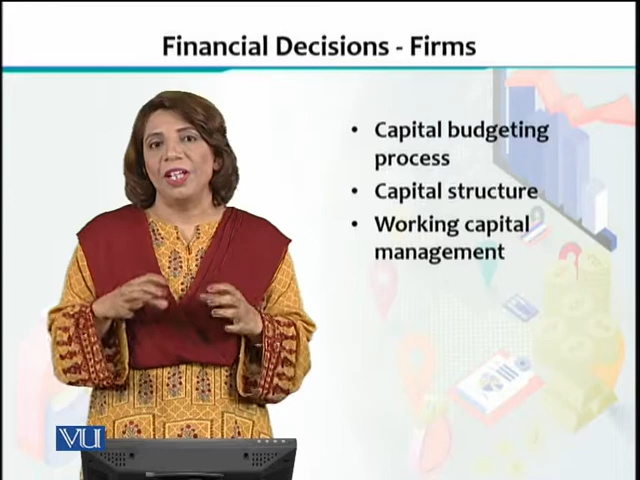 Financial Decisions - Firms
• Capital budgeting
process
• Capital structure
• Working capital
management
VU